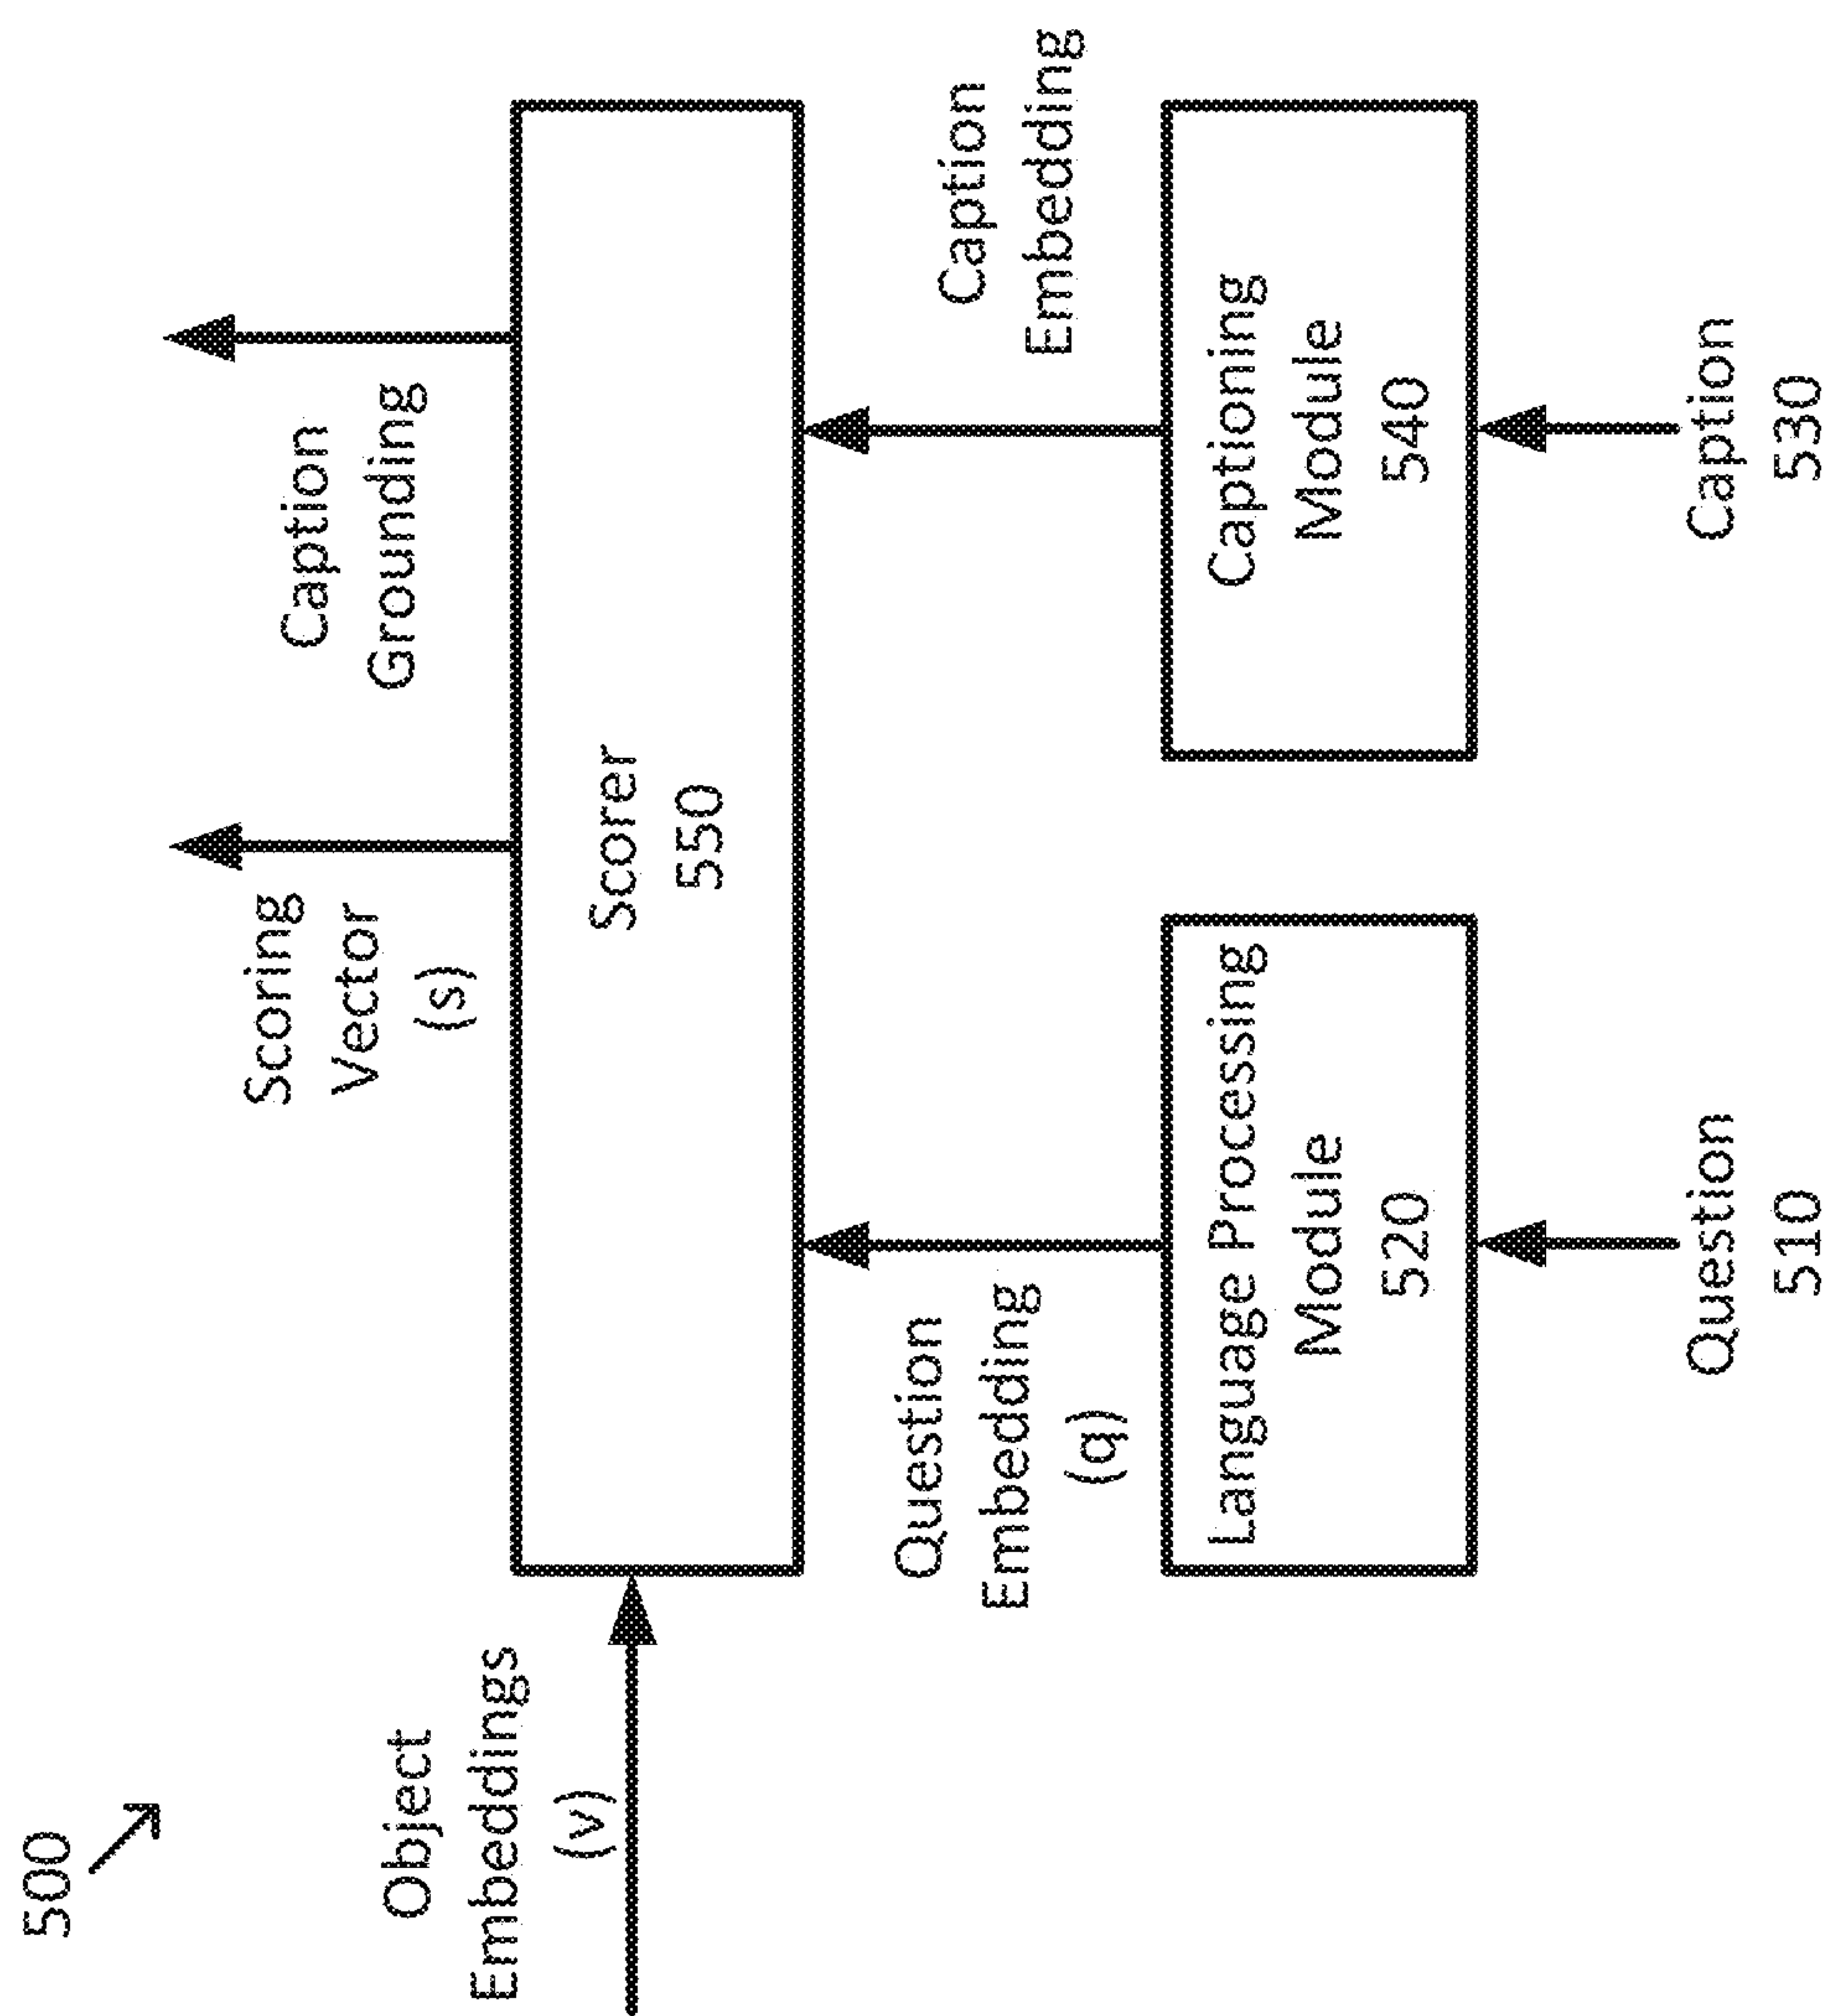 500
Object
Embeddings
(v)
Scoring
Vector
(s)
Caption
Grounding
Scorer
550
Question
Embedding
(q)
Caption
Embedding
Language Processing
Module
520
Captioning
Module
540
Question
510
Caption
530